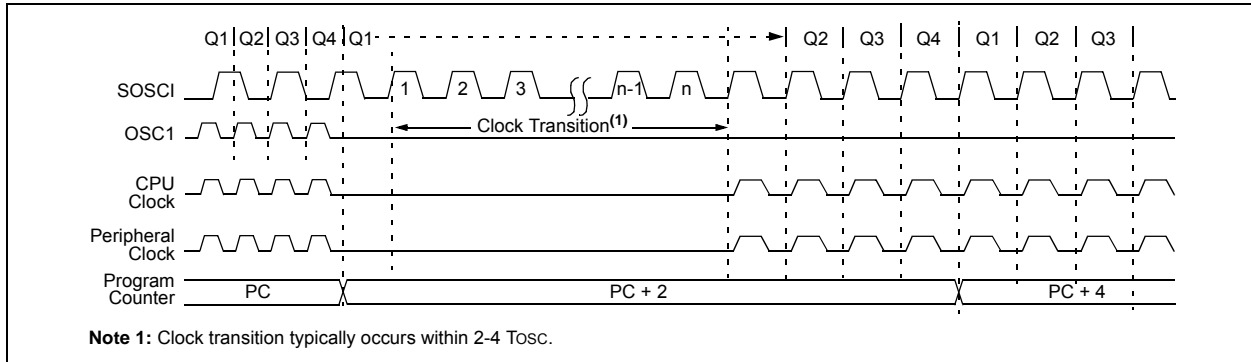 Q1 Q2 Q3 Q4 Q1 Q2 Q3 Q4 Q1 Q2 Q3
SOSCI 1 2 3 n-1 n
OSC1 Clock Transition(1)
CPU
Clock
Peripheral
Clock
Program
Counter PC PC + 2 PC + 4
Note 1: Clock transition typically occurs within 2-4 TOSC.